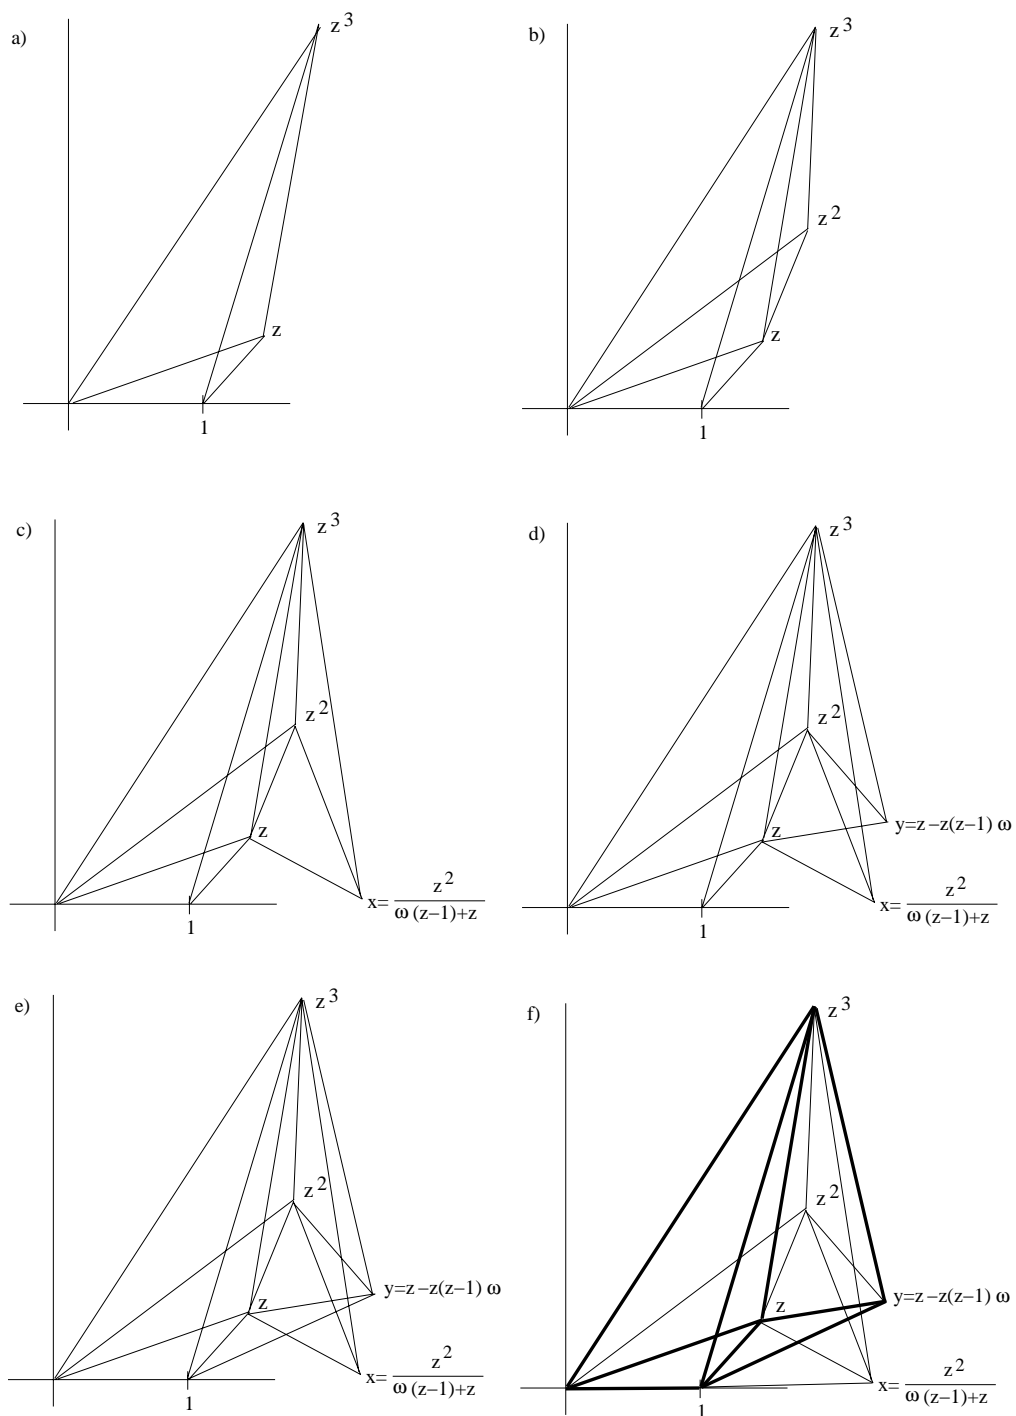 a)
z 3
z
1
b)
z 3
z 2
z
1
c)
z 3
z 2
z
x= z 2 / ω (z−1)+z
1
d)
z 3
z 2
y=z −z(z−1) ω
z
x= z 2 / ω (z−1)+z
1
e)
z 3
z 2
y=z −z(z−1) ω
z
x= z 2 / ω (z−1)+z
1
f)
z 3
z 2
y=z −z(z−1) ω
z
x= z 2 / ω (z−1)+z
1